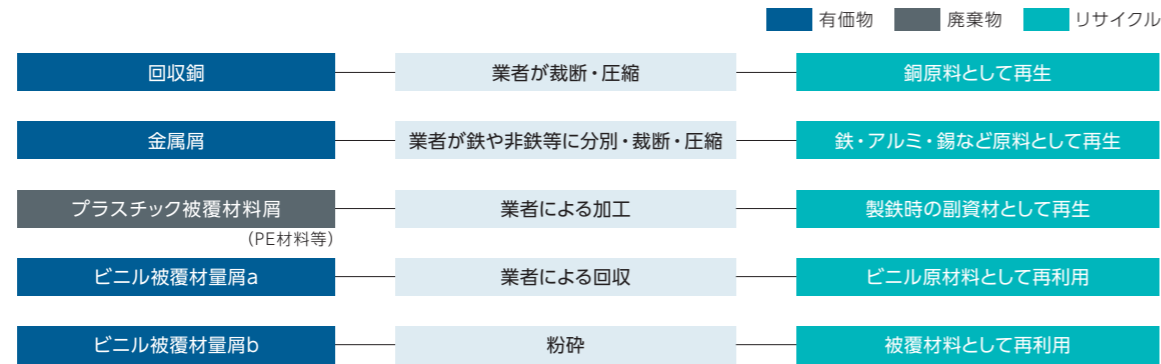 有価物 廃棄物 リサイクル
回収銅 業者が裁断・圧縮 銅原料として再生
金属屑 業者が鉄や非鉄等に分別・裁断・圧縮 鉄・アルミ・錫など原料として再生
プラスチック被覆材料屑 業者による加工 製鉄時の副資材として再生
(PE材料等)
ビニル被覆材量屑a 業者による回収 ビニル原材料として再利用
ビニル被覆材量屑b 粉砕 被覆材料として再利用